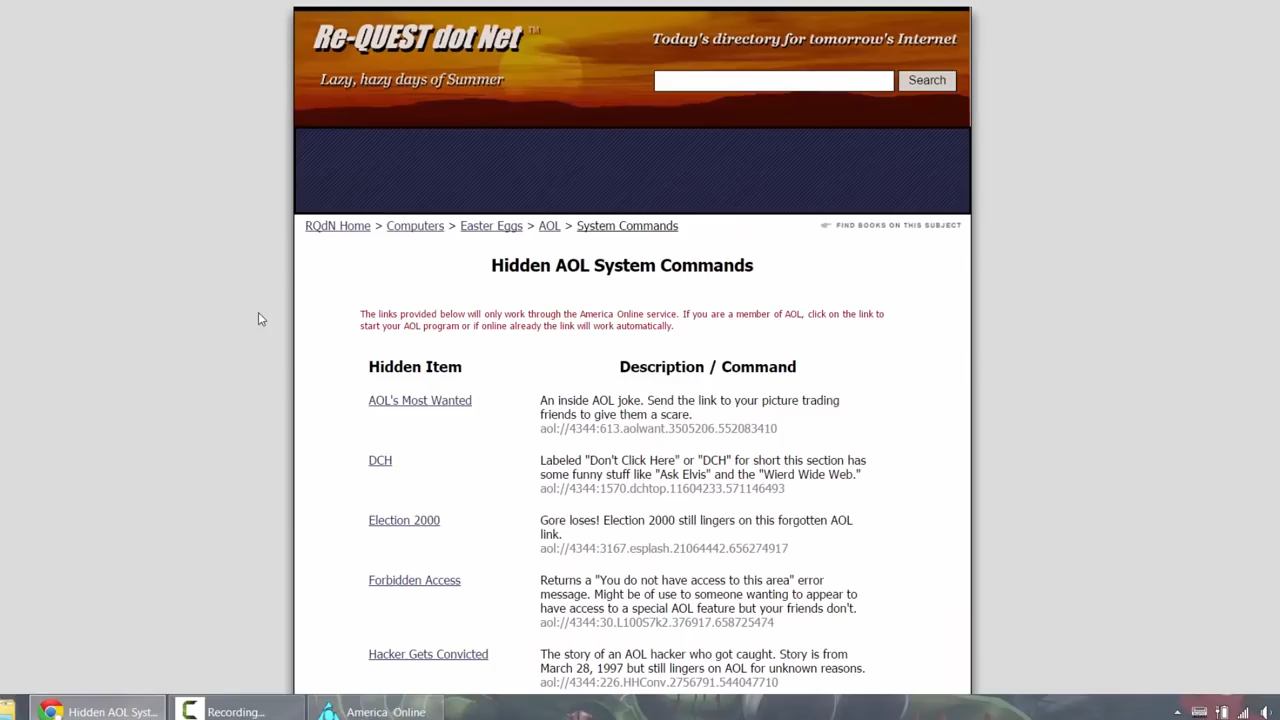 Re-QUEST dot Net TM
Today's directory for tomorrow's Internet
Lazy, hazy days of Summer
Search
RQdN Home > Computers > Easter Eggs > AOL > System Commands
FIND BOOKS ON THIS SUBJECT
Hidden AOL System Commands
The links provided below will only work through the America Online service. If you are a member of AOL, click on the link to
start your AOL program or if online already the link will work automatically.
Hidden Item
Description / Command
AOL's Most Wanted
An inside AOL joke. Send the link to your picture trading
friends to give them a scare.
aol://4344:613.aolwant.3505206.552083410
DCH
Labeled "Don't Click Here" or "DCH" for short this section has
some funny stuff like "Ask Elvis" and the "Wierd Wide Web."
aol://4344:1570.dchtop.11604233.571146493
Election 2000
Gore loses! Election 2000 still lingers on this forgotten AOL
link.
aol://4344:3167.esplash.21064442.656274917
Forbidden Access
Returns a "You do not have access to this area" error
message. Might be of use to someone wanting to appear to
have access to a special AOL feature but your friends don't.
aol://4344:30.L100S7k2.376917.658725474
Hacker Gets Convicted
The story of an AOL hacker who got caught. Story is from
March 28, 1997 but still lingers on AOL for unknown reasons.
aol://4344:226.HHConv.2756791.544047710
Hidden AOL Syst...
Recording...
America Online